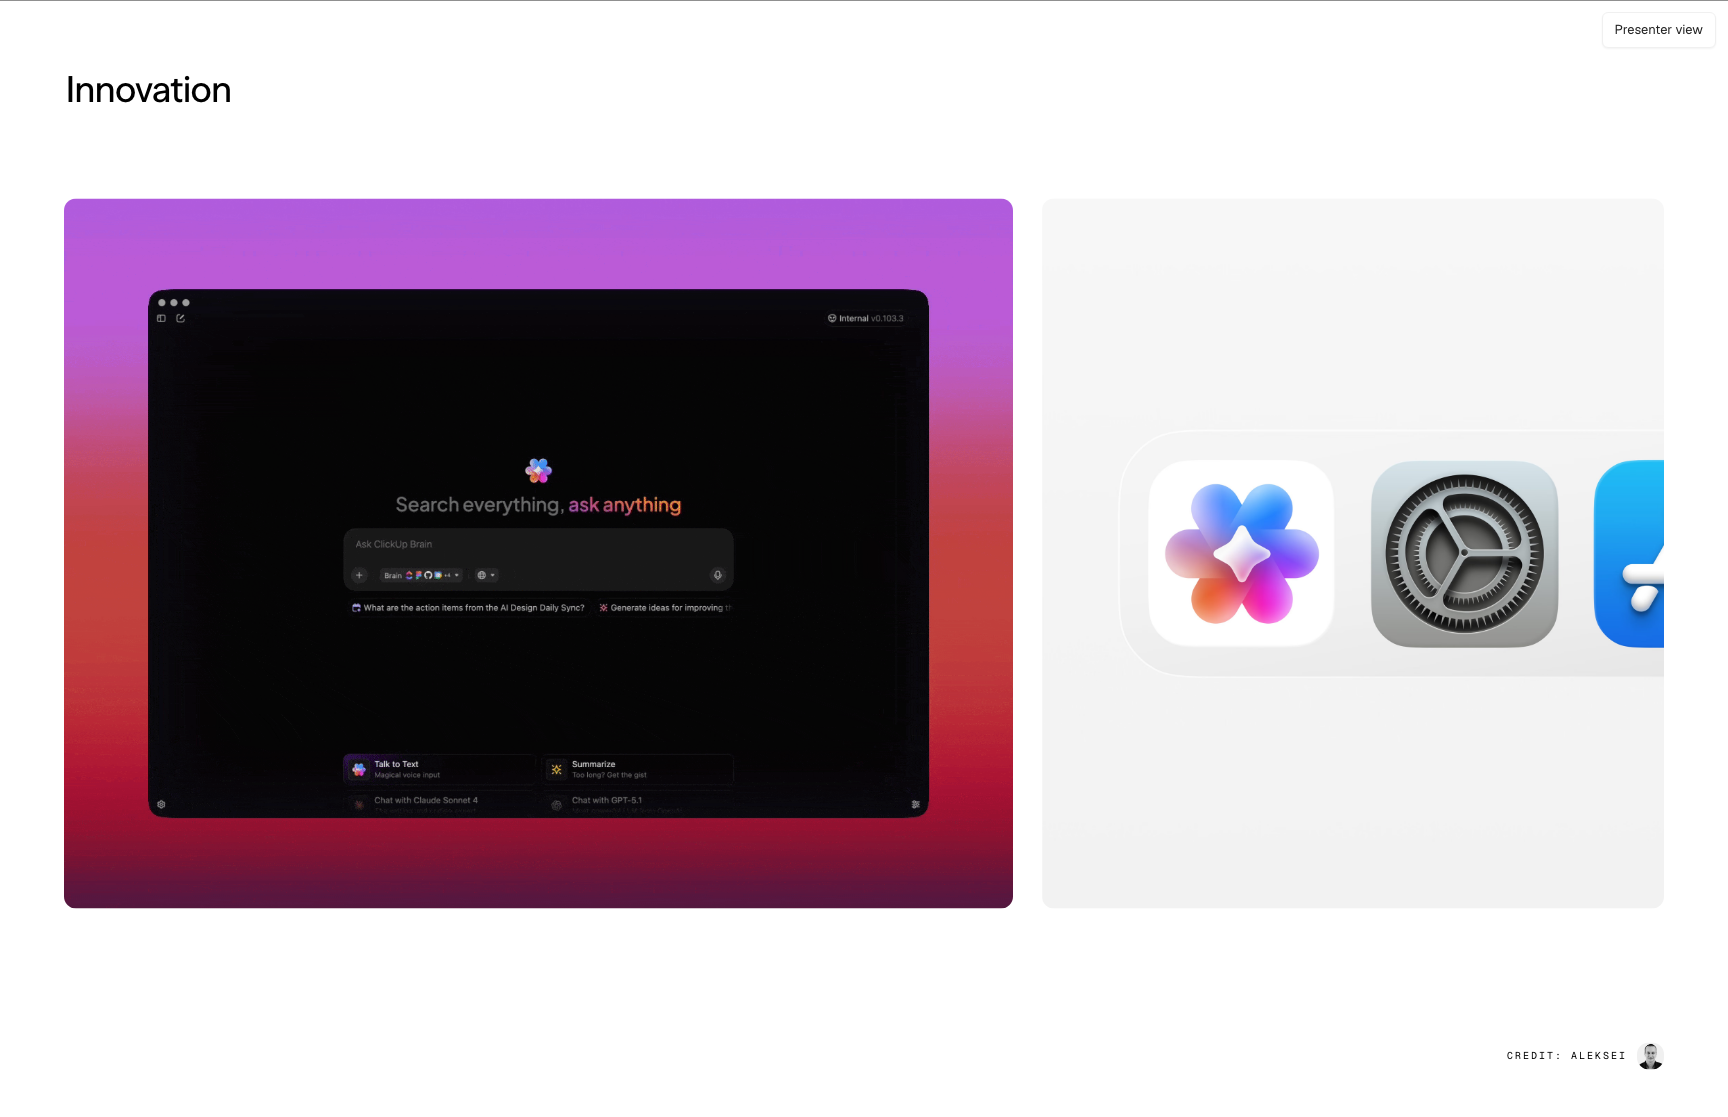 Presenter view
Innovation
Internal v0.103.3
Search everything, ask anything
Ask ClickUp Brain
Brain +4
What are the action items from the AI Design Daily Sync? Generate ideas for improving th
Talk to Text
Magical voice input
Summarize
Too long? Get the gist
Chat with Claude Sonnet 4
Chat with GPT-5.1
CREDIT: ALEKSEI